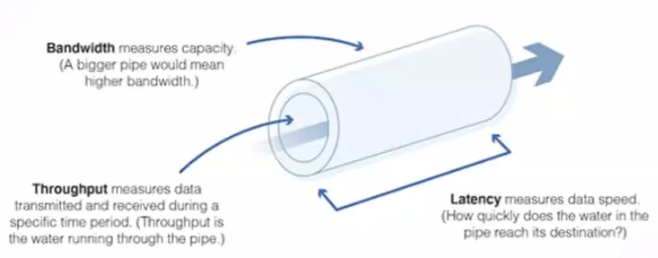 Bandwidth measures capacity.
(A bigger pipe would mean
higher bandwidth.)
Throughput measures data
transmitted and received during a
specific time period. (Throughput is
the water running through the pipe.)
Latency measures data speed.
(How quickly does the water in the
pipe reach its destination?)